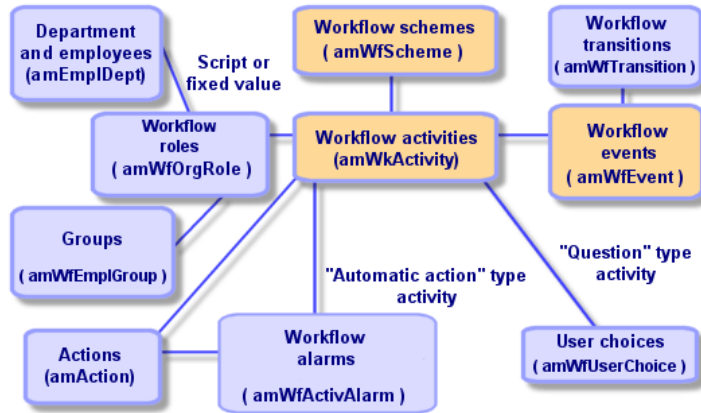 Department
and employees
(amEmplDept)
Script or
fixed value
Workflow schemes
( amWfScheme )
Workflow
transitions
( amWfTransition )
Workflow
roles
( amWfOrgRole )
Workflow activities
(amWkActivity)
Workflow
events
( amWfEvent )
Groups
( amWfEmplGroup )
"Automatic action" type
activity
"Question" type
activity
Actions
(amAction)
Workflow
alarms
( amWfActivAlarm )
User choices
( amWfUserChoice )